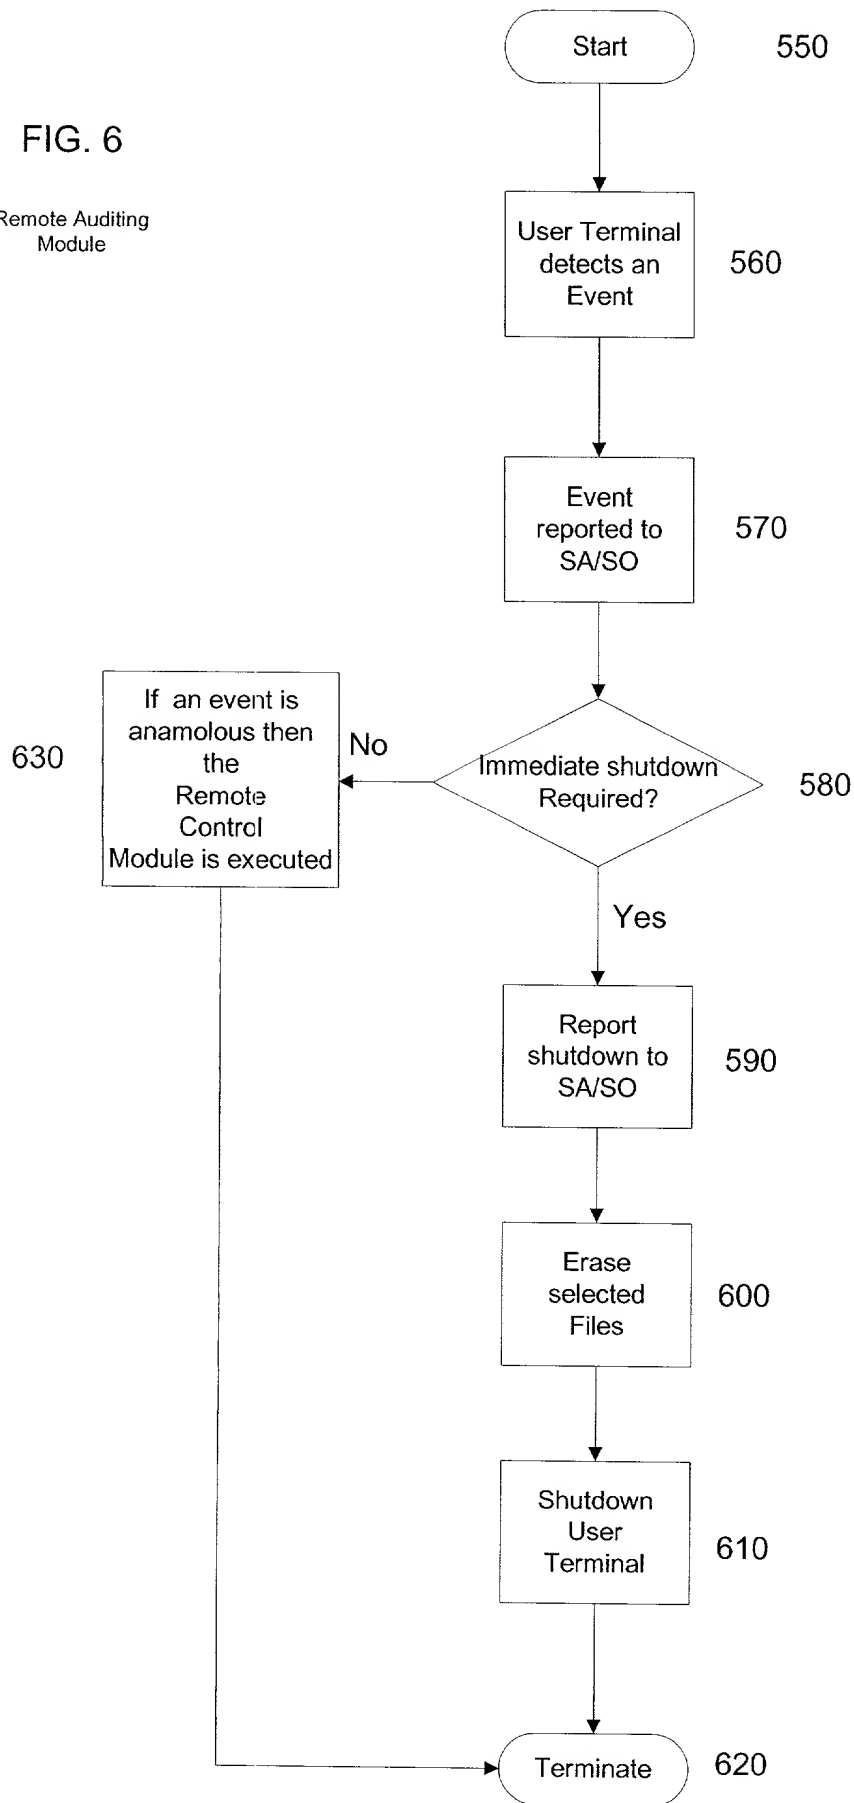 Start
550
FIG. 6
Remote Auditing
Module
User Terminal
detects an
Event
560
Event
reported to
SA/SO
570
If an event is
anamolous then
the
Remote
Control
Module is executed
630
No
Immediate shutdown
Required?
580
Yes
Report
shutdown to
SA/SO
590
Erase
selected
Files
600
Shutdown
User
Terminal
610
Terminate
620